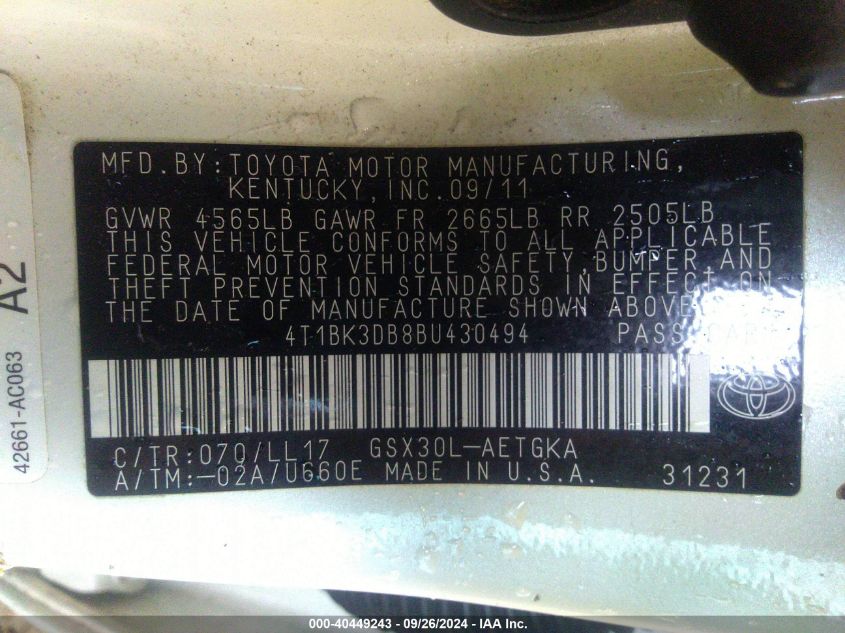 MFD.BY:TOYOTA MOTOR MANUFACTURING,
KENTUCKY,INC.09/11
GVWR 4565LB GAWR FR 2665LB RR 2505LB
THIS VEHICLE CONFORMS TO ALL APPLICABLE
FEDERAL MOTOR VEHICLE SAFETY,BUMPER,AND
THEFT PREVENTION STANDARDS IN EFFECT ON
THE DATE OF MANUFACTURE SHOWN ABOVE.
4T1BK3DB8BU430494 PASS.CAR
C/TR:070/LL17 GSX30L-AETGKA
A/TM:-02A/U660E MADE IN U.S.A. 31231
A2
42661-AC063
000-40449243 - 09/26/2024 - IAA Inc.